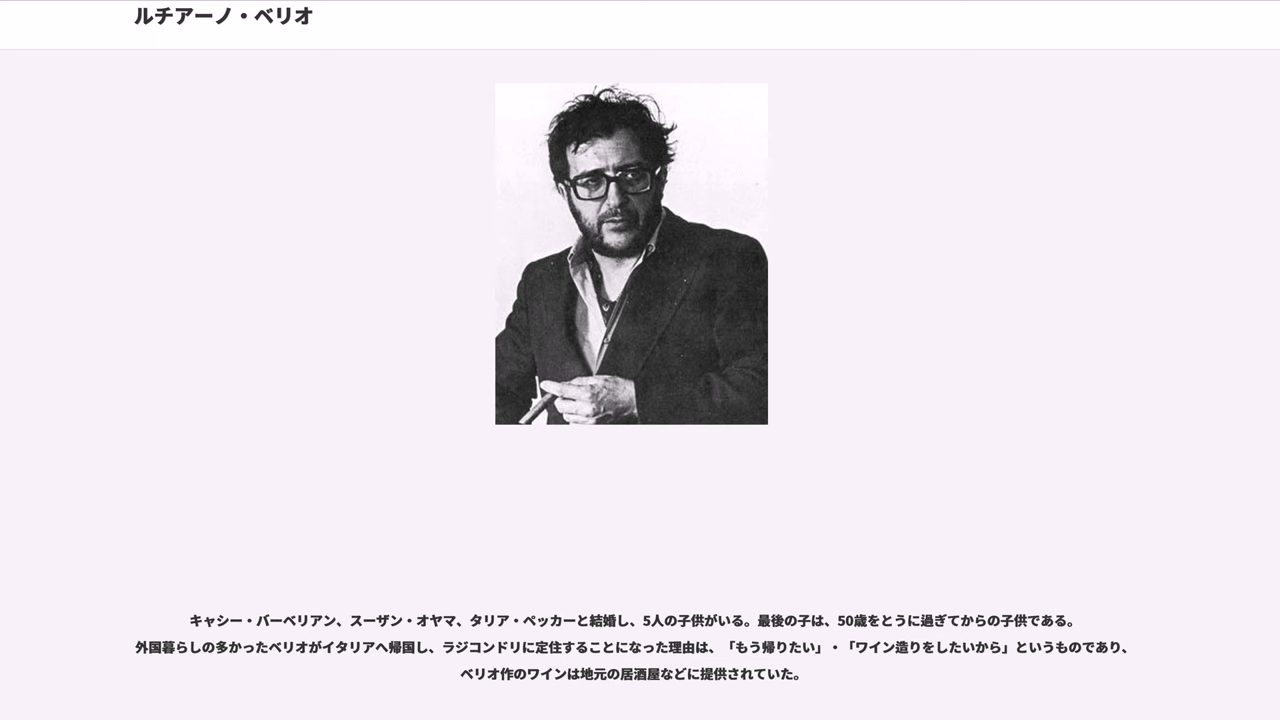 ルチアーノ・ベリオ
キャシー・バーベリアン、スーザン・オヤマ、タリア・ペッカーと結婚し、5人の子供がいる。最後の子は、50歳をとうに過ぎてからの子供である。
外国暮らしの多かったベリオがイタリアへ帰国し、ラジコンドリに定住することになった理由は、「もう帰りたい」・「ワイン造りをしたいから」というものであり、
ベリオ作のワインは地元の居酒屋などに提供されていた。